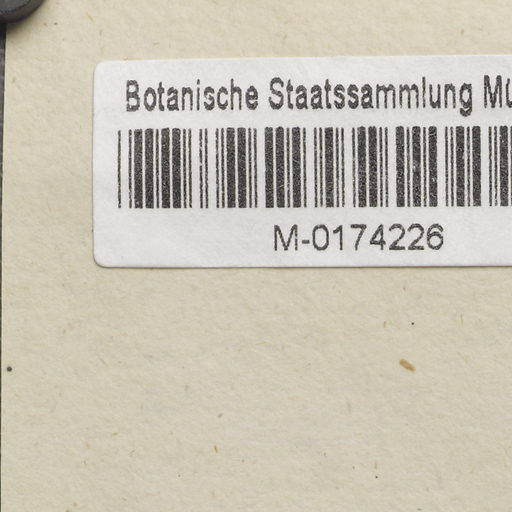 Botanische Staatssammlung Mü
M-0174226